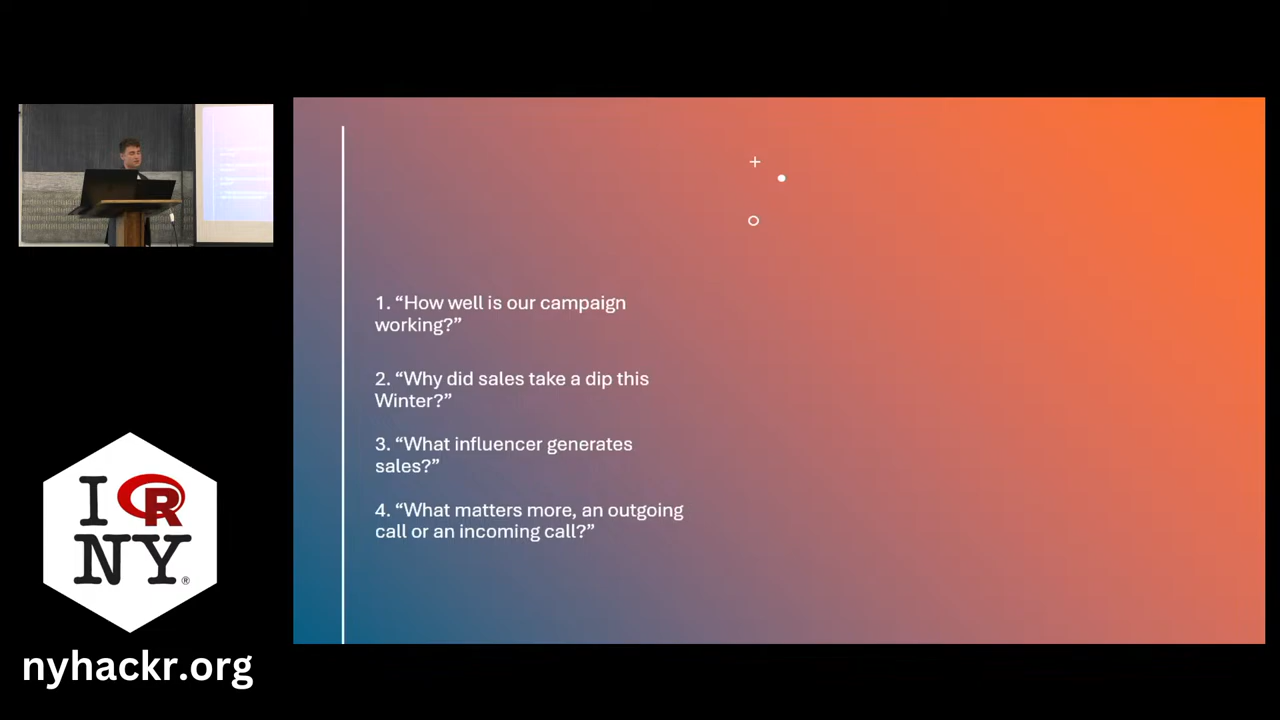 1. “How well is our campaign
working?”
2. “Why did sales take a dip this
Winter?”
3. “What influencer generates
sales?”
4. “What matters more, an outgoing
call or an incoming call?”
I R
NY®
nyhackr.org